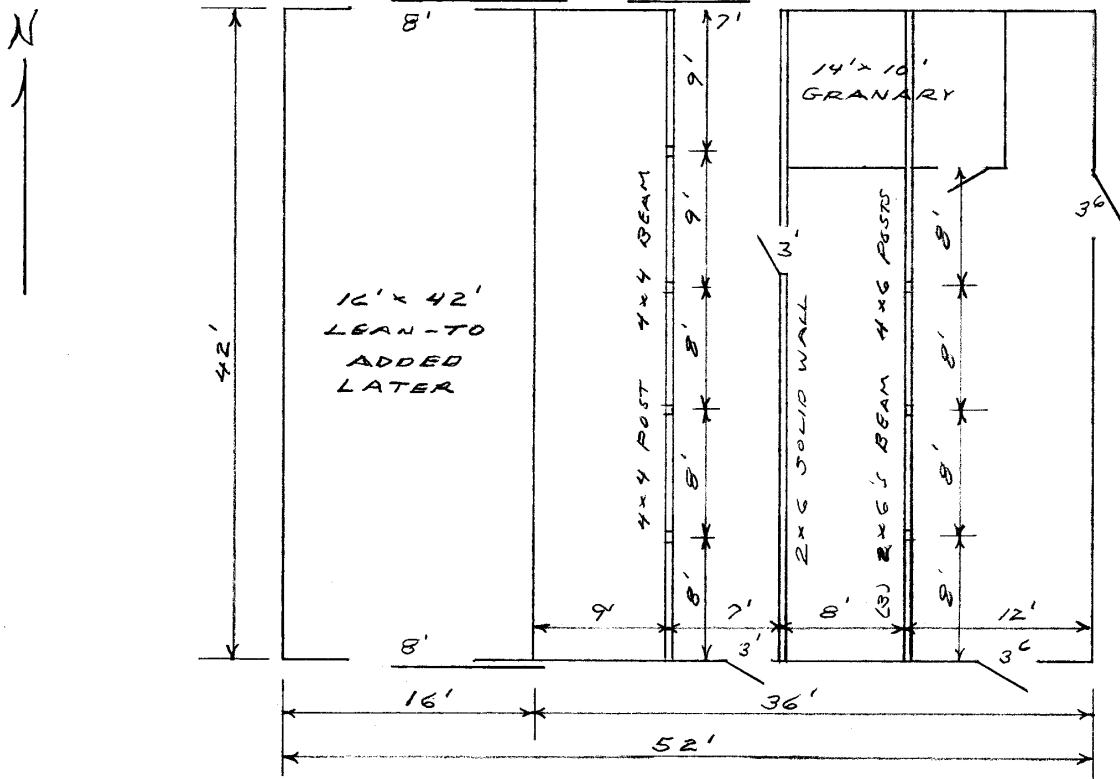 N
8'
7'
14' x 10'
GRANARY
9'
9'
8'
8'
8'
4x4 POST 4x4 BEAM
3'
3⁶
16' x 42'
LEAN-TO
ADDED
LATER
42'
2x6 SOLID WALL
(3) 2x6'S BEAM 4x6 POSTS
8'
8'
8'
8'
9'
7'
8'
12'
8'
3'
3⁶
16'
36'
52'